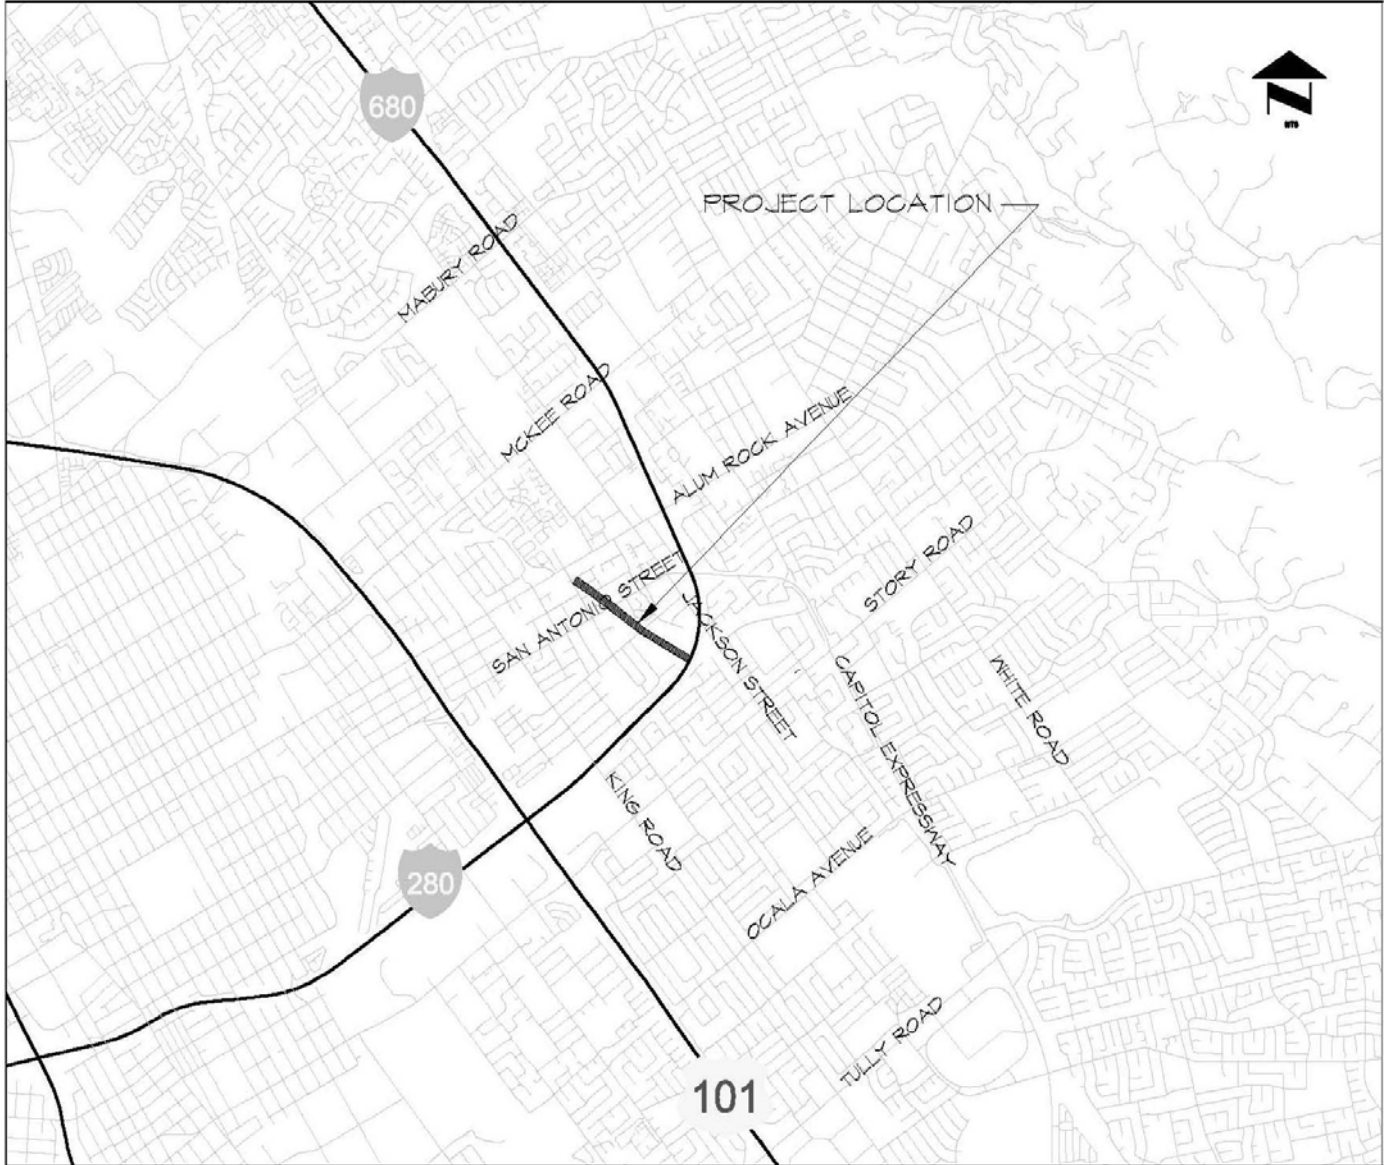 680
PROJECT LOCATION
MABURY ROAD
MCKEE ROAD
ALUM ROCK AVENUE
STORY ROAD
SAN ANTONIO STREET
JACKSON STREET
CAPITOL EXPRESSWAY
WHITE ROAD
KING ROAD
280
OCALA AVENUE
TULLY ROAD
101